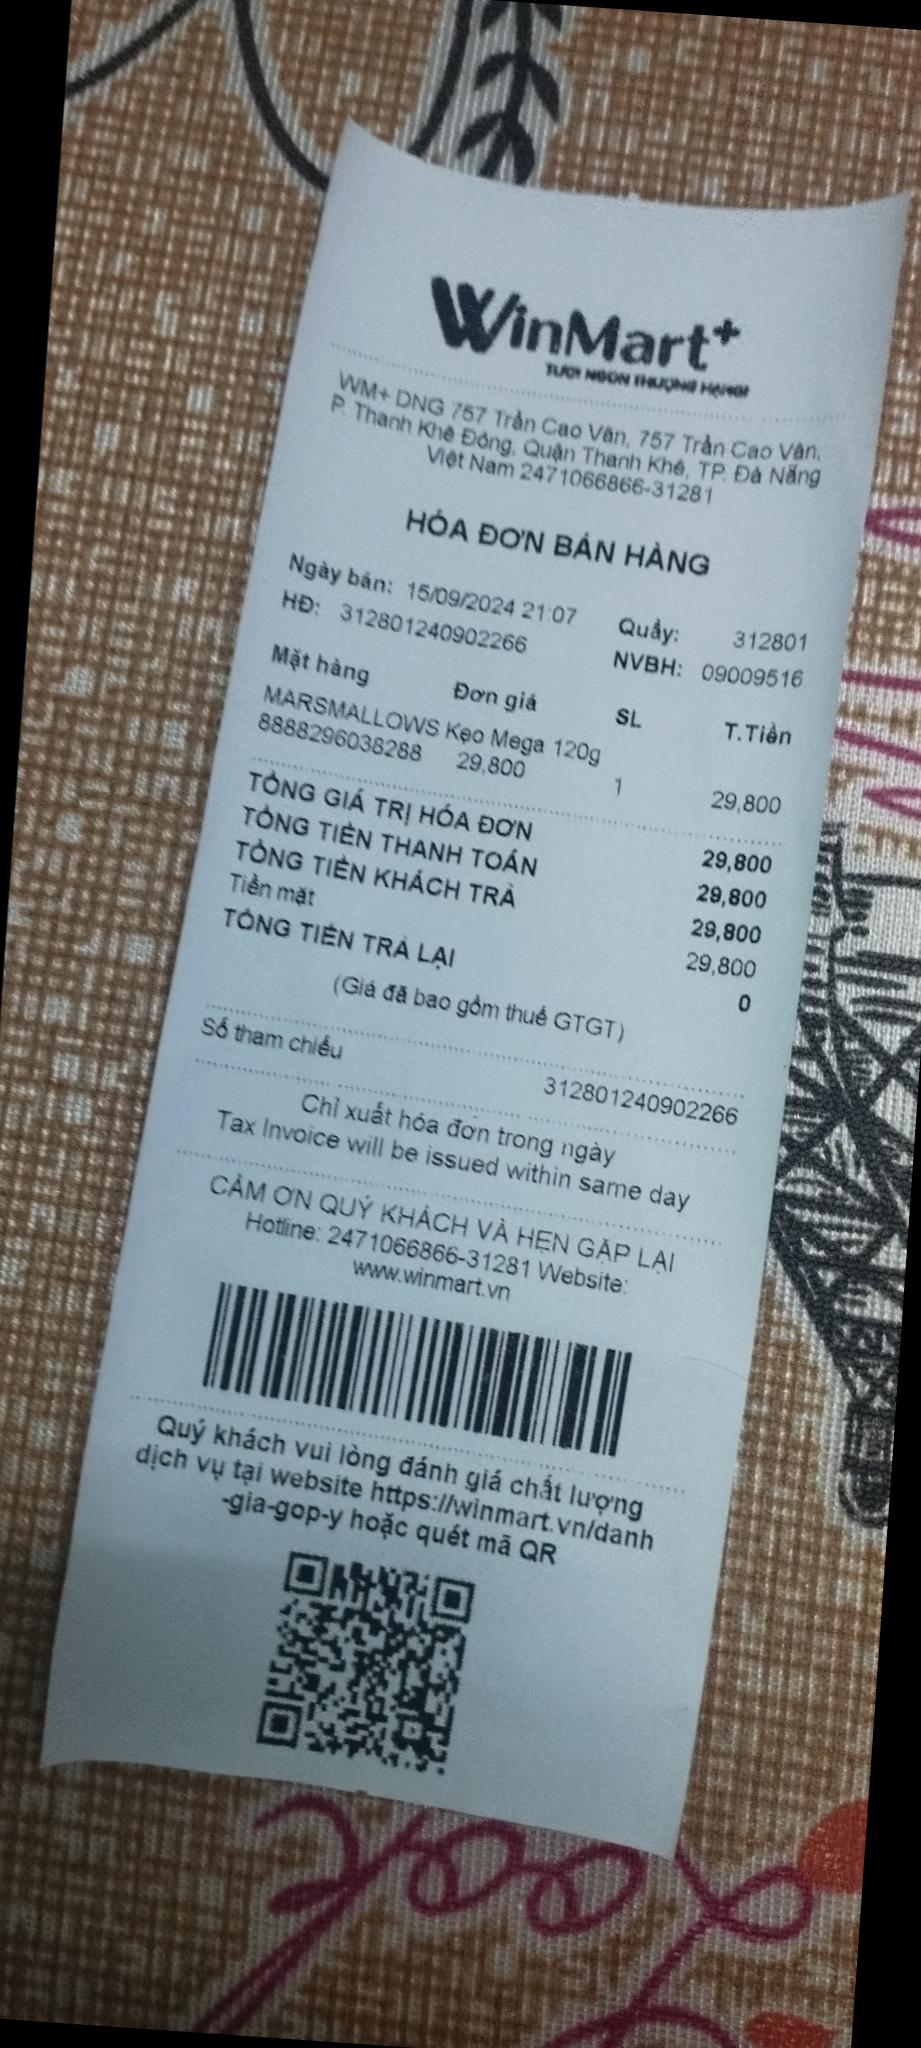 WinMart+
TƯƠI NGON THƯỢNG HẠNG!
WM+ DNG 757 Trần Cao Vân, 757 Trần Cao Vân,
P. Thanh Khê Đông, Quận Thanh Khê, TP. Đà Nẵng
Việt Nam 2471066866-31281
HÓA ĐƠN BÁN HÀNG
Ngày bán: 15/09/2024 21:07 Quầy: 312801
HĐ: 312801240902266 NVBH: 09009516
Mặt hàng Đơn giá SL T.Tiền
MARSMALLOWS Kẹo Mega 120g
8888296038288 29,800 1 29,800
TỔNG GIÁ TRỊ HÓA ĐƠN 29,800
TỔNG TIỀN THANH TOÁN 29,800
TỔNG TIỀN KHÁCH TRẢ 29,800
Tiền mặt 29,800
TỔNG TIỀN TRẢ LẠI 0
(Giá đã bao gồm thuế GTGT)
Số tham chiếu 312801240902266
Chỉ xuất hóa đơn trong ngày
Tax Invoice will be issued within same day
CẢM ƠN QUÝ KHÁCH VÀ HẸN GẶP LẠI
Hotline: 2471066866-31281 Website:
www.winmart.vn
Quý khách vui lòng đánh giá chất lượng
dịch vụ tại website https://winmart.vn/danh
-gia-gop-y hoặc quét mã QR